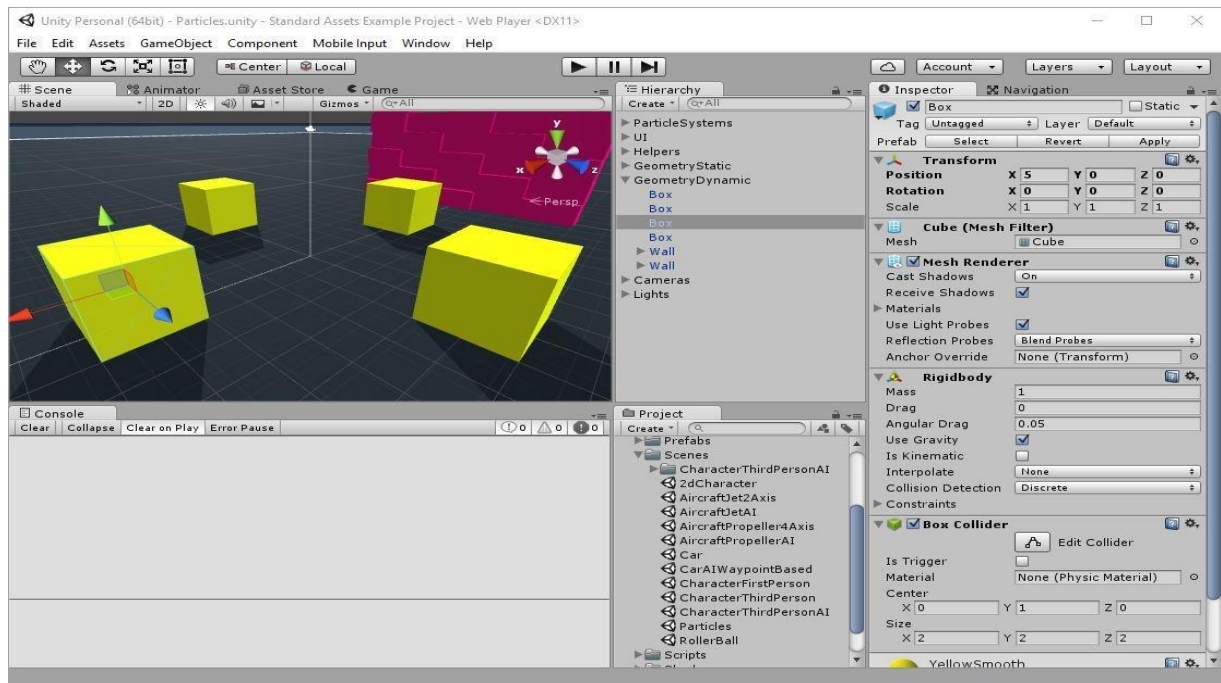 Unity Personal (64bit) - Particles.unity - Standard Assets Example Project - Web Player <DX11>
File Edit Assets GameObject Component Mobile Input Window Help
Center Local Account Layers Layout
Scene Animator Asset Store Game
Shaded 2D Gizmos All
y
x z
Persp
Hierarchy
Create All
ParticleSystems
UI
Helpers
GeometryStatic
GeometryDynamic
Box
Box
Box
Box
Wall
Wall
Cameras
Lights
Console
Clear Collapse Clear on Play Error Pause 0 0 0
Project
Create
Prefabs
Scenes
CharacterThirdPersonAI
2dCharacter
AircraftJet2Axis
AircraftJetAI
AircraftPropeller4Axis
AircraftPropellerAI
Car
CarAIWaypointBased
CharacterFirstPerson
CharacterThirdPerson
CharacterThirdPersonAI
Particles
RollerBall
Scripts
Inspector Navigation
Box Static
Tag Untagged Layer Default
Prefab Select Revert Apply
Transform
Position X 5 Y 0 Z 0
Rotation X 0 Y 0 Z 0
Scale X 1 Y 1 Z 1
Cube (Mesh Filter)
Mesh Cube
Mesh Renderer
Cast Shadows On
Receive Shadows
Materials
Use Light Probes
Reflection Probes Blend Probes
Anchor Override None (Transform)
Rigidbody
Mass 1
Drag 0
Angular Drag 0.05
Use Gravity
Is Kinematic
Interpolate None
Collision Detection Discrete
Constraints
Box Collider
Edit Collider
Is Trigger
Material None (Physic Material)
Center
X 0 Y 1 Z 0
Size
X 2 Y 2 Z 2
YellowSmooth